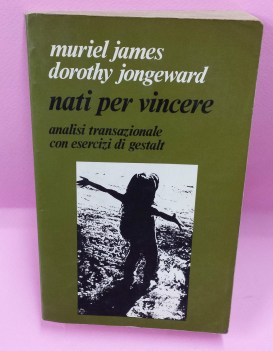 muriel james
dorothy jongeward
nati per vincere
analisi transazionale
con esercizi di gestalt